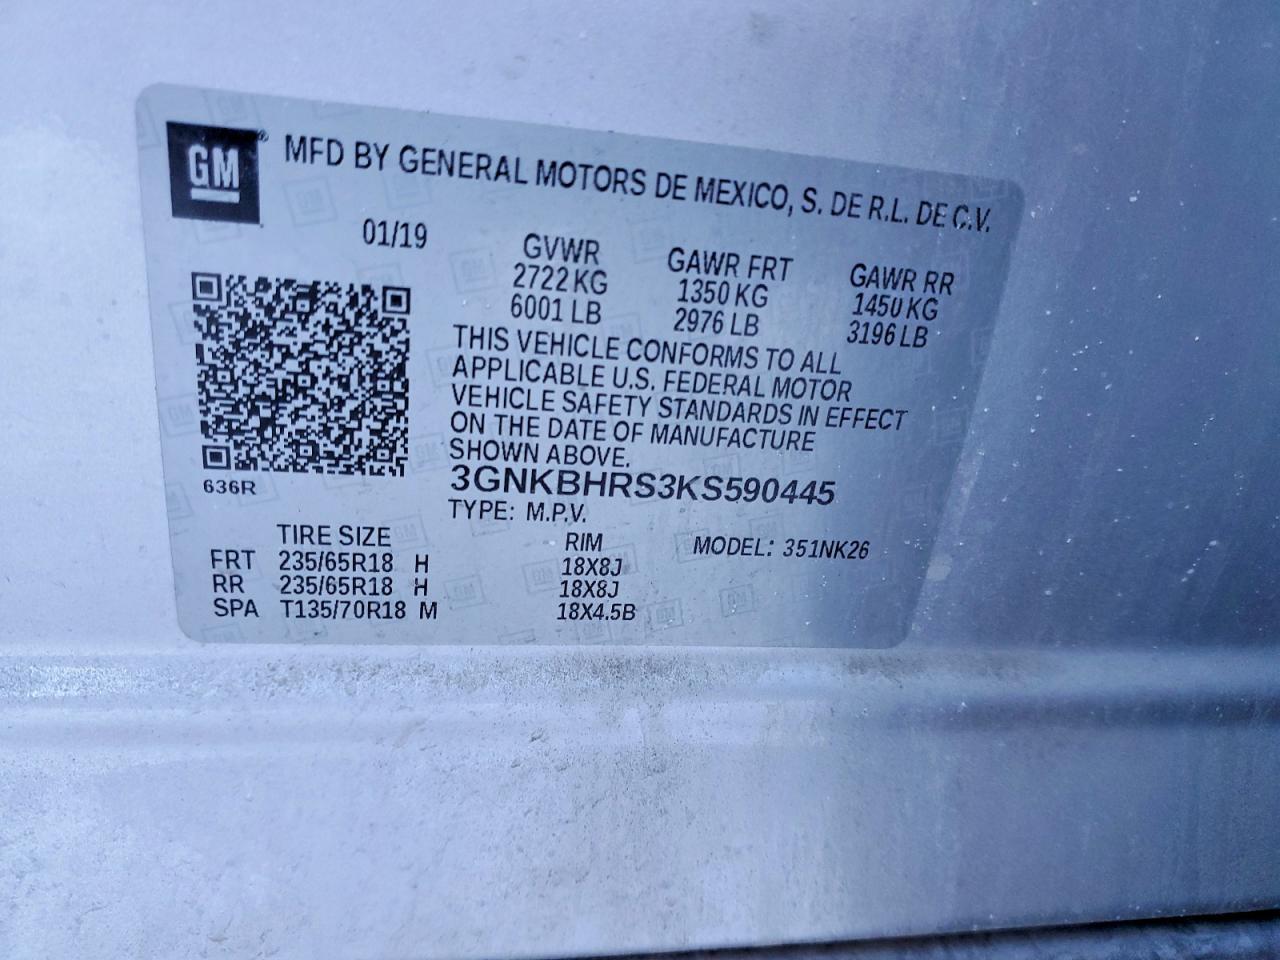 GM ® MFD BY GENERAL MOTORS DE MEXICO, S. DE R.L. DE C.V.
01/19 GVWR GAWR FRT GAWR RR
2722 KG 1350 KG 1450 KG
6001 LB 2976 LB 3196 LB
THIS VEHICLE CONFORMS TO ALL
APPLICABLE U.S. FEDERAL MOTOR
VEHICLE SAFETY STANDARDS IN EFFECT
ON THE DATE OF MANUFACTURE
SHOWN ABOVE.
636R 3GNKBHRS3KS590445
TYPE: M.P.V.
TIRE SIZE RIM MODEL: 351NK26
FRT 235/65R18 H 18X8J
RR 235/65R18 H 18X8J
SPA T135/70R18 M 18X4.5B